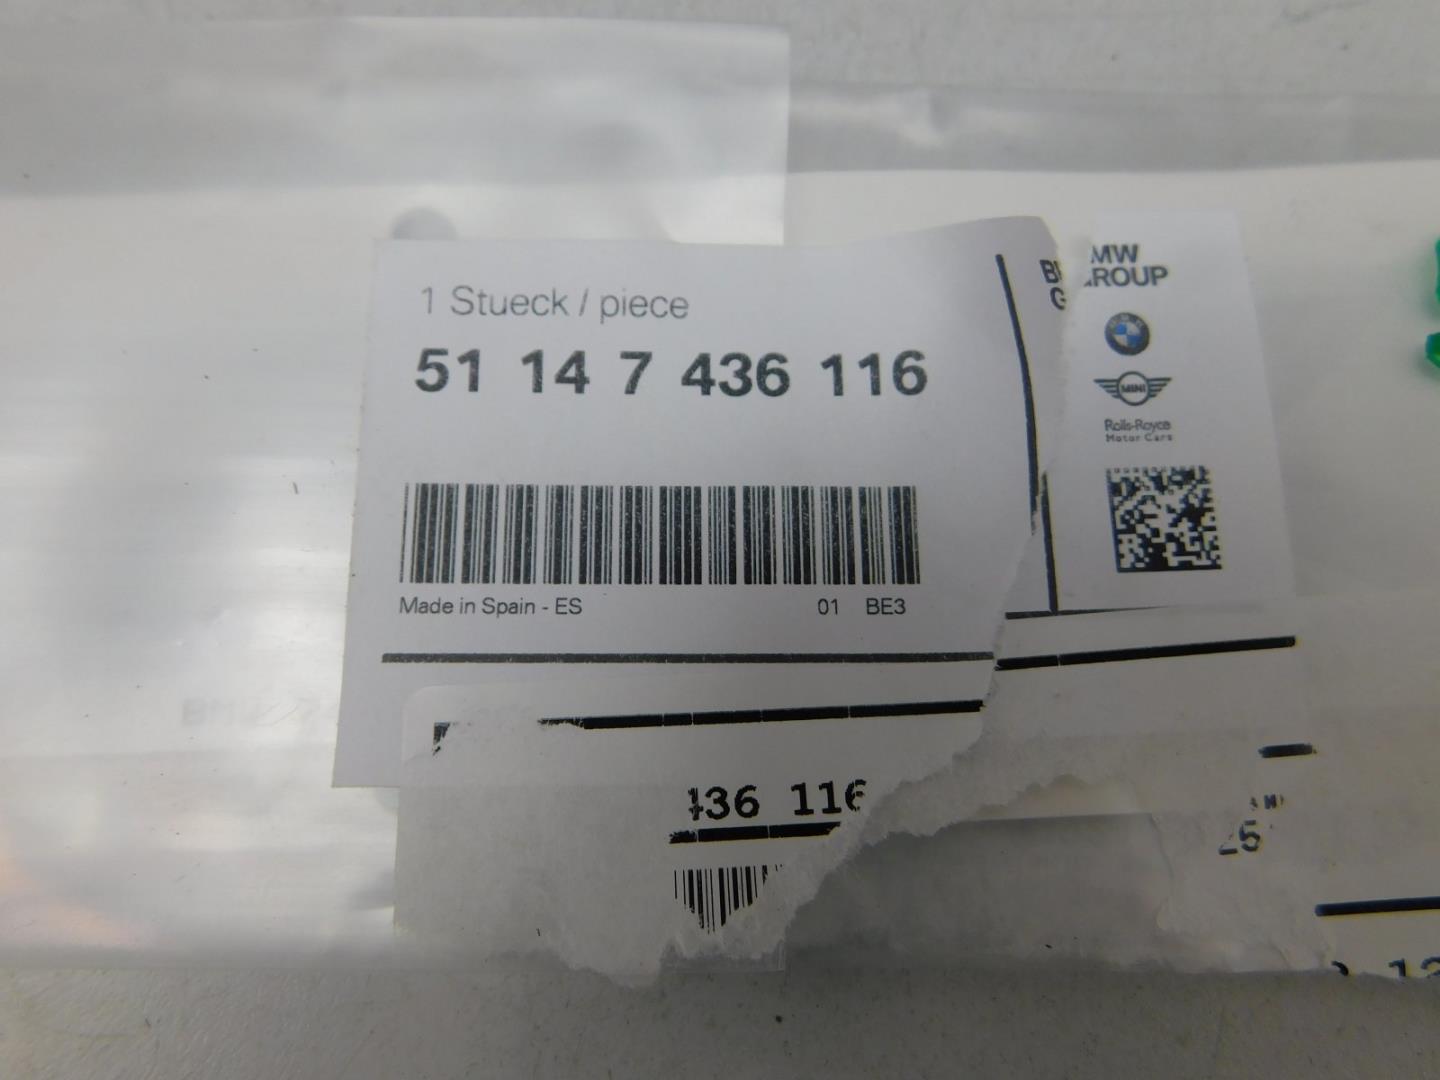 1 Stueck / piece
51 14 7 436 116
Made in Spain - ES
01 BE3
BMW
GROUP
MINI
Rolls-Royce
Motor Cars
436 116